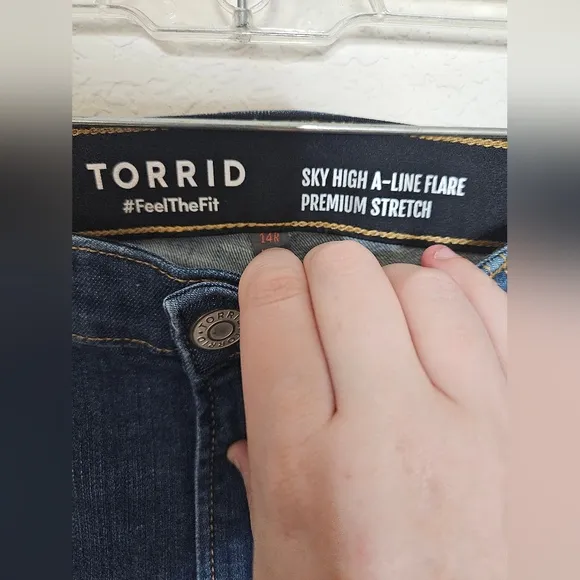 TORRID
#FeelTheFit
SKY HIGH A-LINE FLARE
PREMIUM STRETCH
14R
TORRID